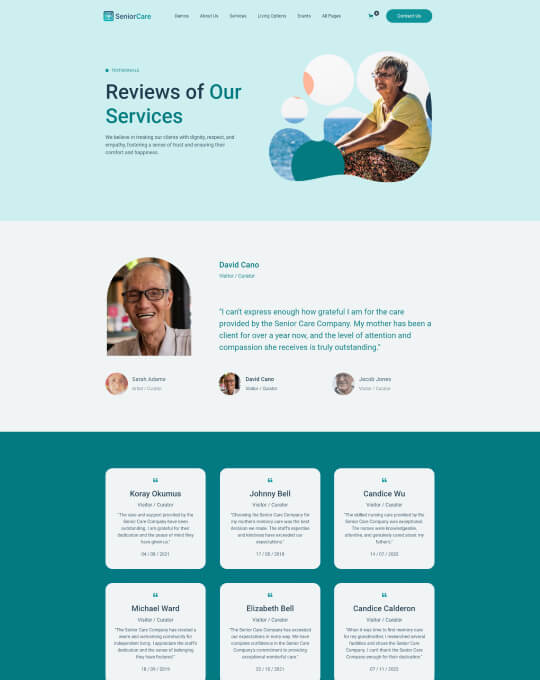 SeniorCare
Demos About Us Services Living Options Events All Pages
Contact Us
TESTIMONIALS
Reviews of Our
Services
We believe in treating our clients with dignity, respect, and
empathy, fostering a sense of trust and ensuring their
comfort and happiness.
David Cano
Visitor / Curator
"I can't express enough how grateful I am for the care
provided by the Senior Care Company. My mother has been a
client for over a year now, and the level of attention and
compassion she receives is truly outstanding."
Sarah Adams
Artist / Curator
David Cano
Visitor / Curator
Jacob Jones
Visitor / Curator
Koray Okumus
Visitor / Curator
"The care and support provided by the
Senior Care Company have been
outstanding. I am grateful for their
dedication and the peace of mind they
have given us."
04 / 08 / 2021
Johnny Bell
Visitor / Curator
"Choosing the Senior Care Company for
my mother's memory care was the best
decision we made. The staff's expertise
and kindness have exceeded our
expectations."
17 / 05 / 2018
Candice Wu
Visitor / Curator
"The skilled nursing care provided by the
Senior Care Company was exceptional.
The nurses were knowledgeable,
attentive, and genuinely cared about my
father's."
14 / 07 / 2020
Michael Ward
Visitor / Curator
"The Senior Care Company has created a
warm and welcoming community for
independent living. I appreciate the staff's
dedication and the sense of belonging
they have fostered."
18 / 09 / 2019
Elizabeth Bell
Visitor / Curator
"The Senior Care Company has exceeded
our expectations in every way. We have
complete confidence in the Senior Care
Company's commitment to providing
exceptional memorial care."
22 / 10 / 2021
Candice Calderon
Visitor / Curator
"When it was time to find memory care
for my grandmother, I researched several
facilities and chose the Senior Care
Company. I can't thank the Senior Care
Company enough for their dedication."
07 / 11 / 2022